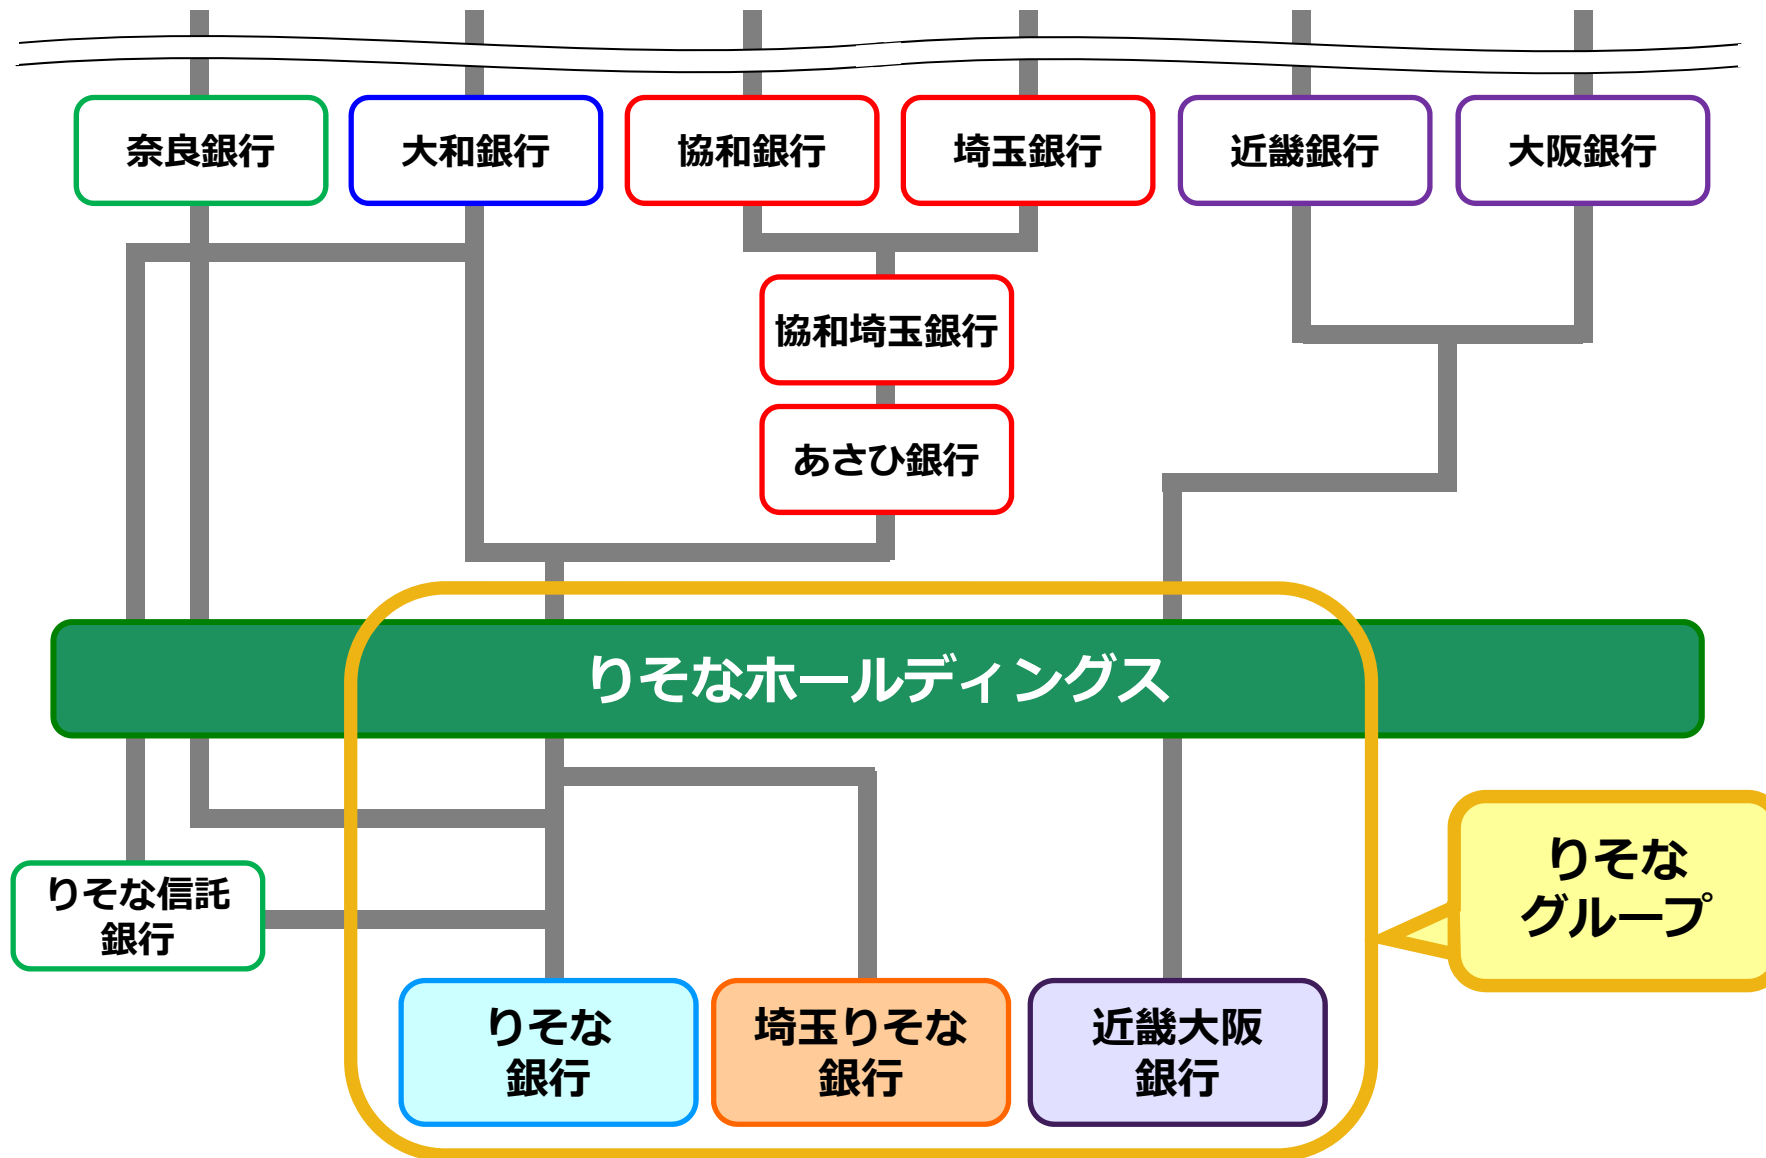 奈良銀行
大和銀行
協和銀行
埼玉銀行
近畿銀行
大阪銀行
協和埼玉銀行
あさひ銀行
りそなホールディングス
りそな
グループ
りそな信託
銀行
りそな
銀行
埼玉りそな
銀行
近畿大阪
銀行